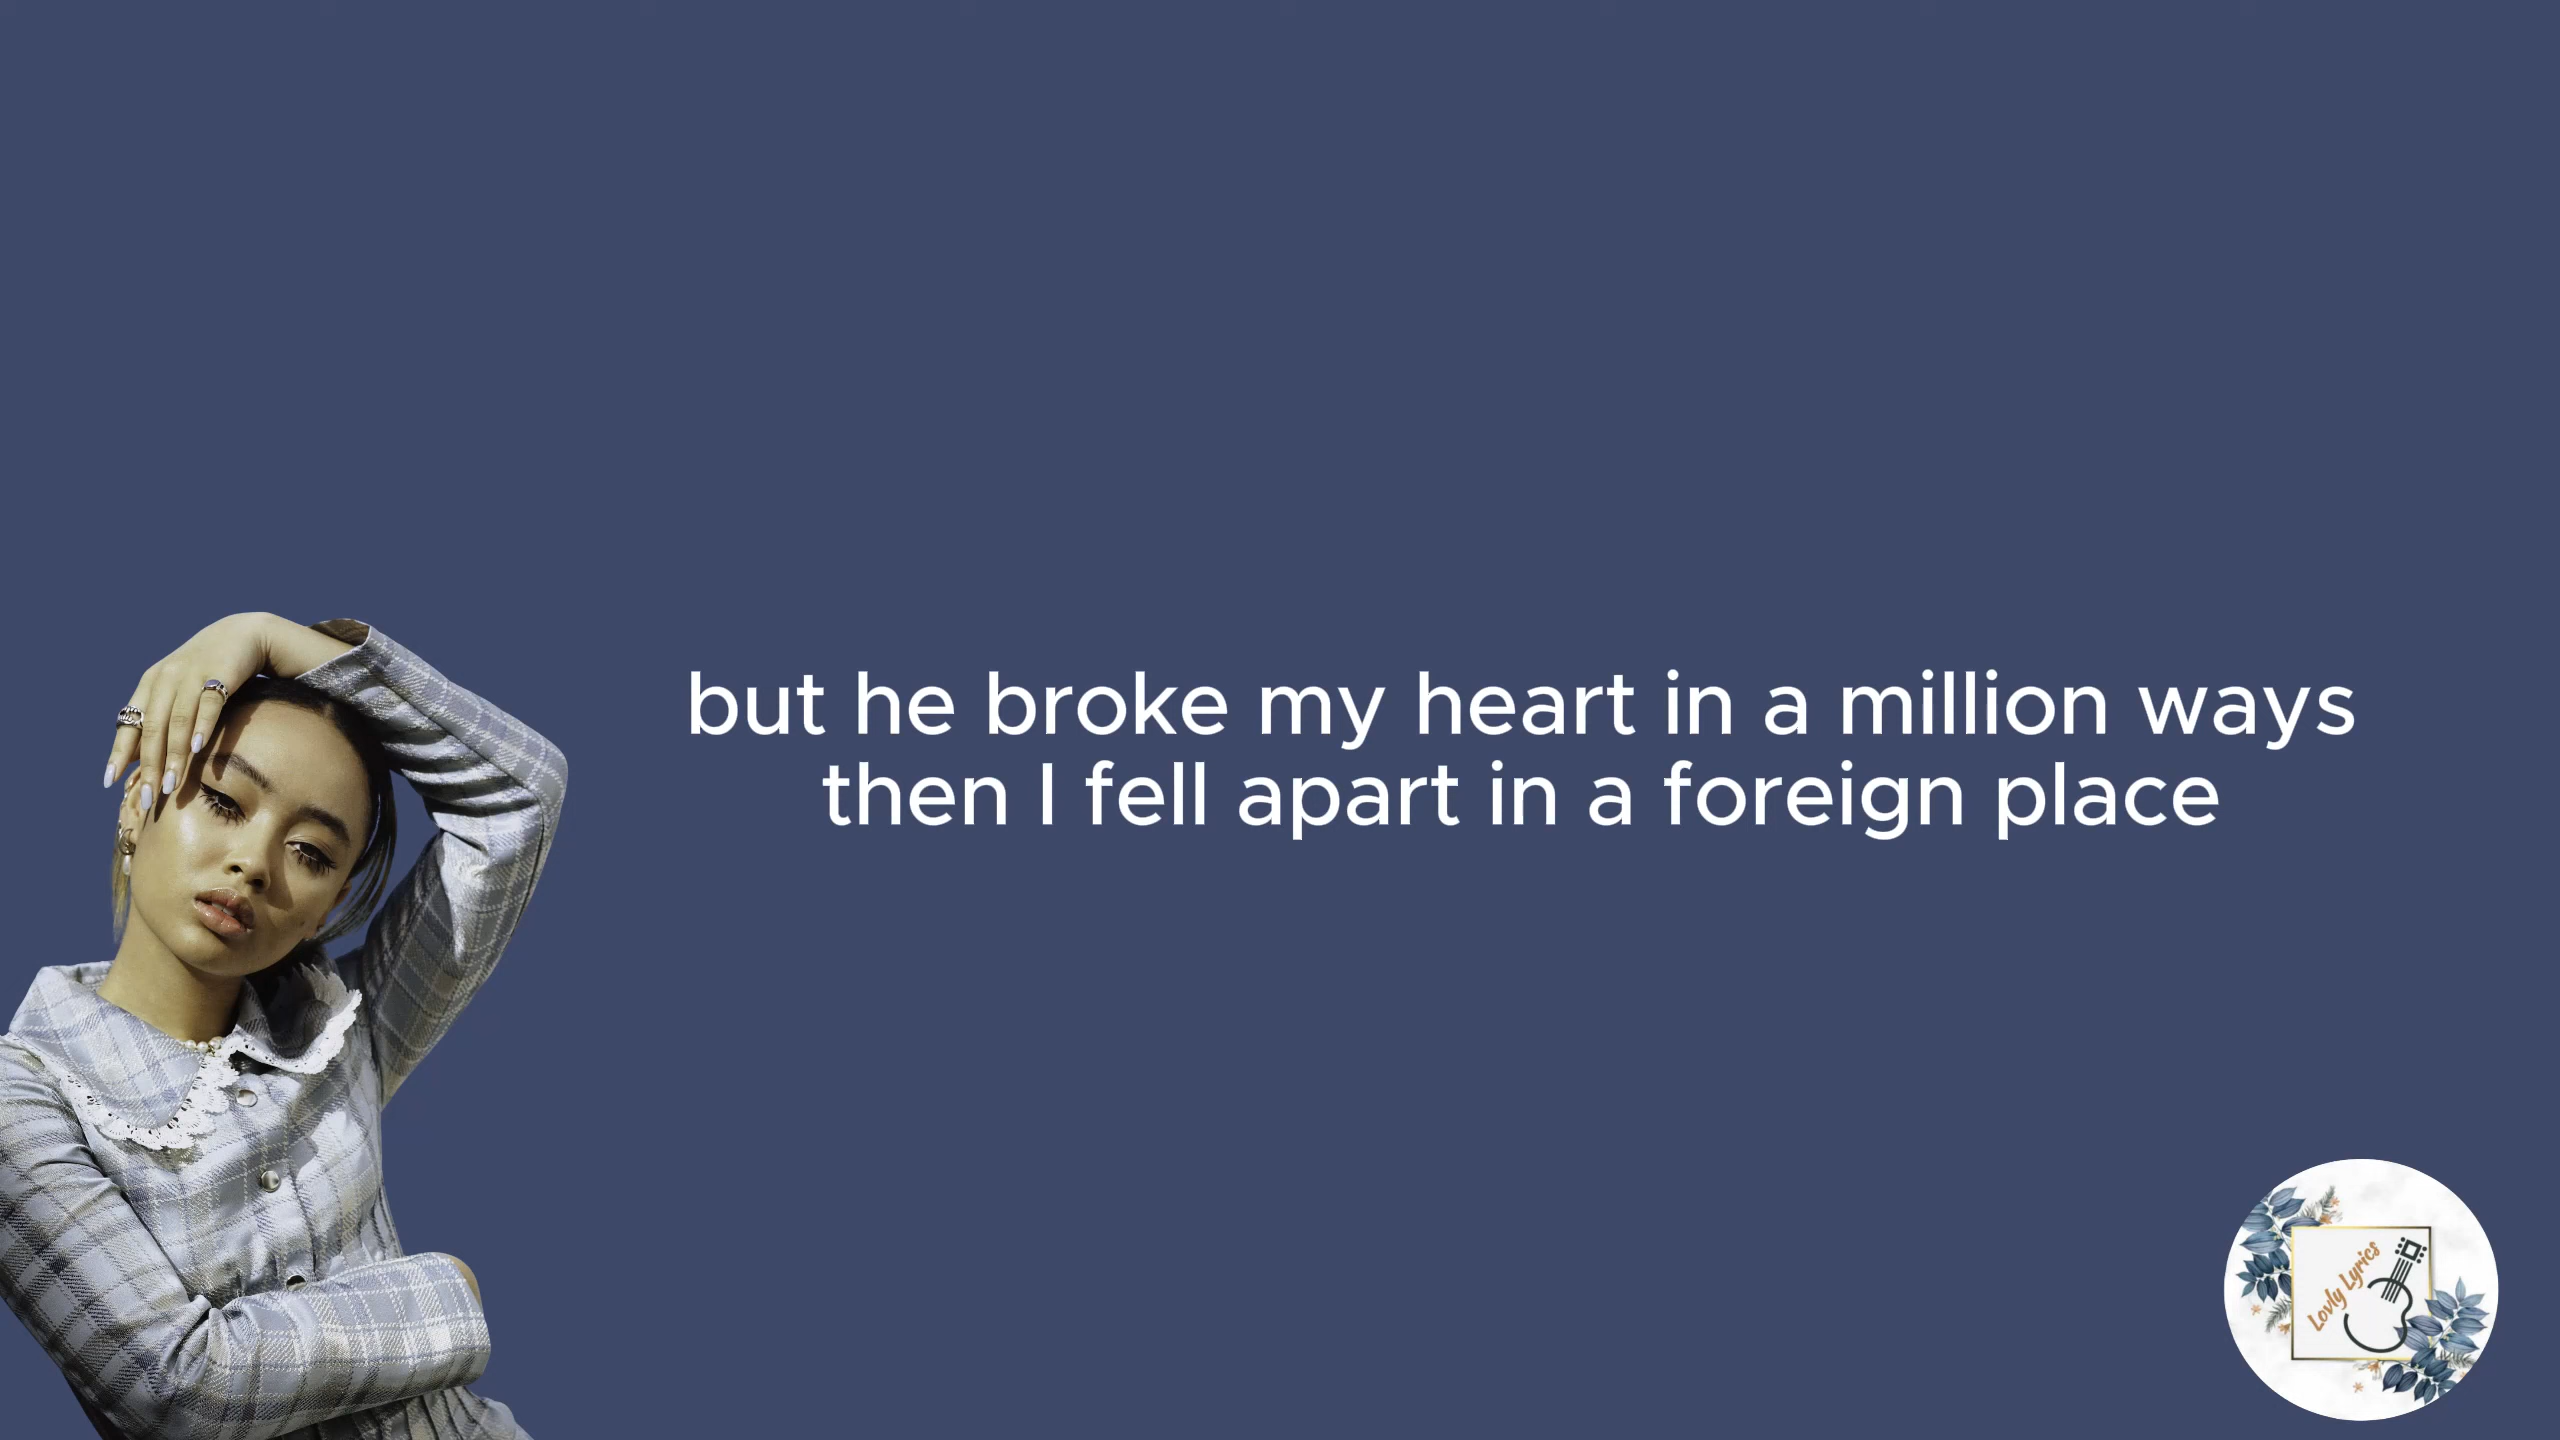 but he broke my heart in a million ways
then I fell apart in a foreign place
Lovly Lyrics